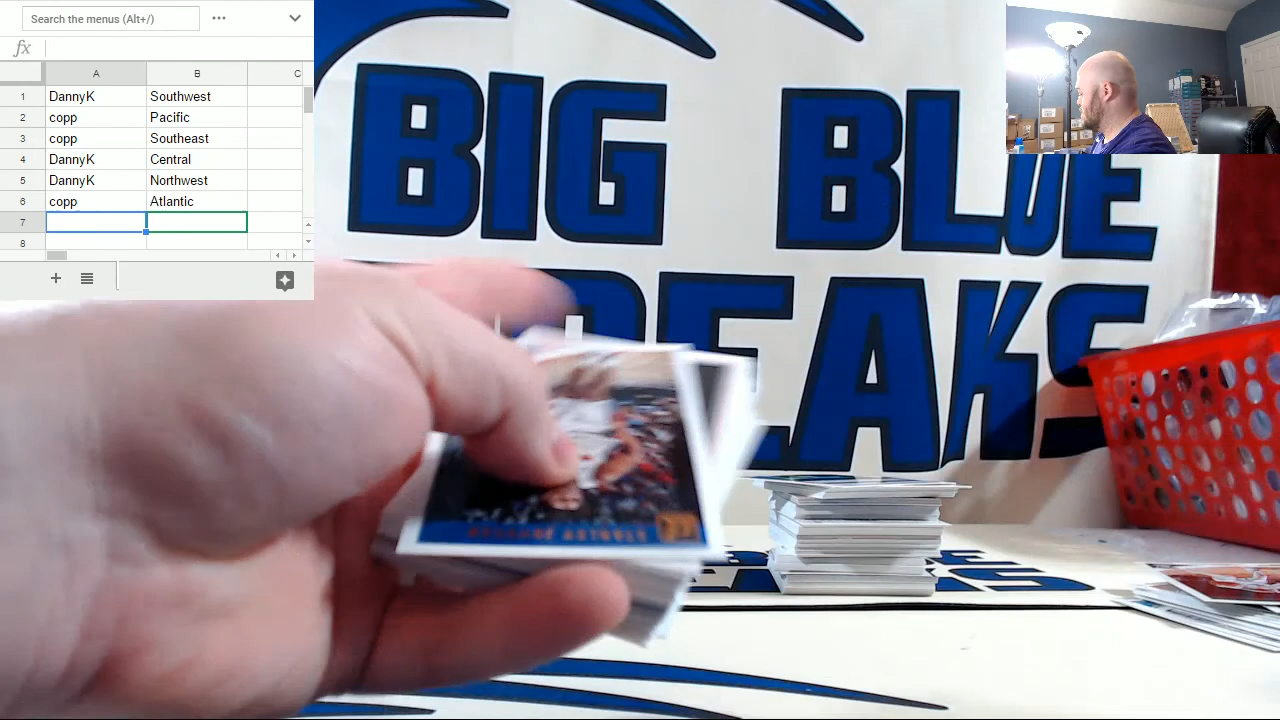 Search the menus (Alt+/)
fx
A B C
1 DannyK Southwest
2 copp Pacific
3 copp Southeast
4 DannyK Central
5 DannyK Northwest
6 copp Atlantic
7
8
BIG BLUE
BREAKS